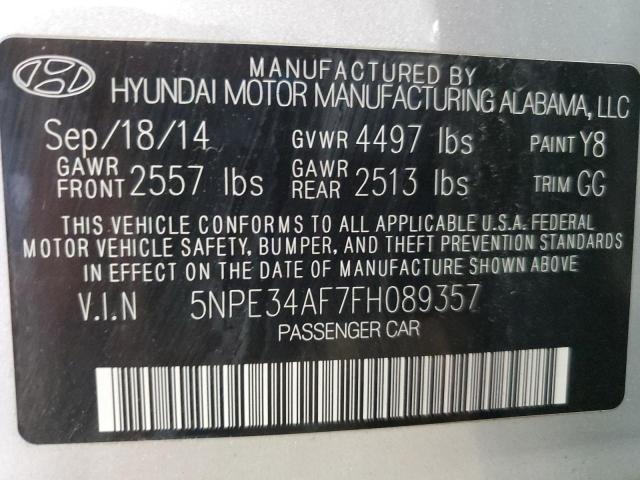 MANUFACTURED BY
HYUNDAI MOTOR MANUFACTURING ALABAMA, LLC
Sep/18/14 GVWR 4497 lbs PAINT Y8
GAWR FRONT 2557 lbs GAWR REAR 2513 lbs TRIM GG
THIS VEHICLE CONFORMS TO ALL APPLICABLE U.S.A. FEDERAL
MOTOR VEHICLE SAFETY, BUMPER, AND THEFT PREVENTION STANDARDS
IN EFFECT ON THE DATE OF MANUFACTURE SHOWN ABOVE
V.I.N 5NPE34AF7FH089357
PASSENGER CAR